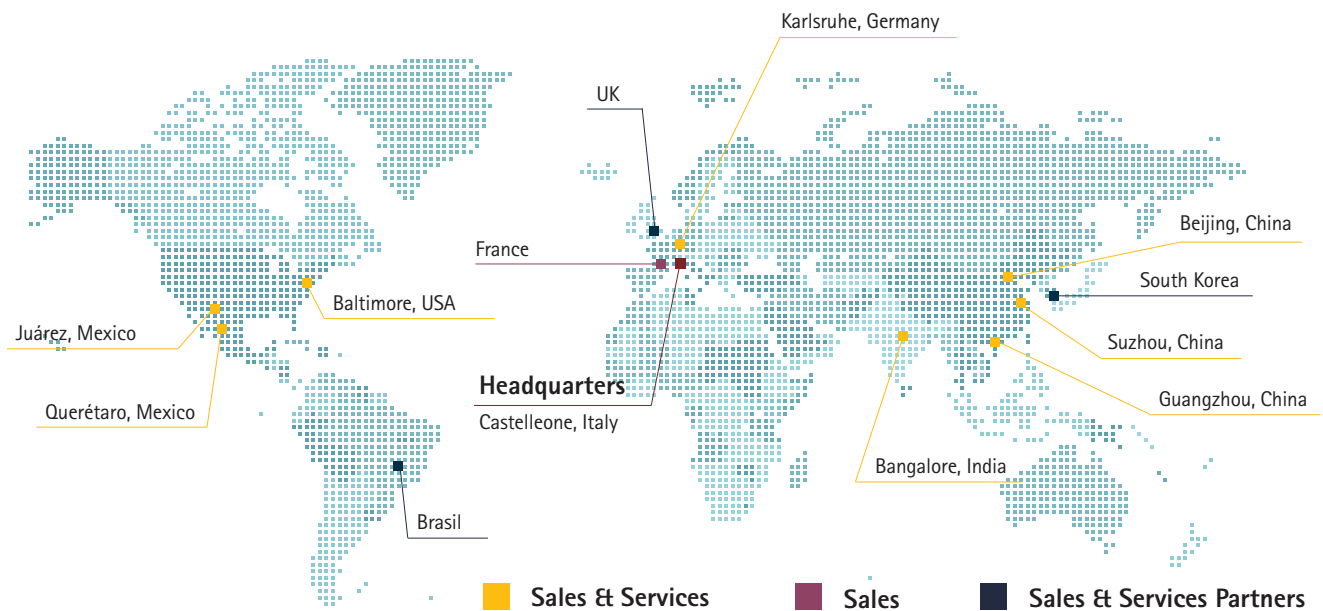 Karlsruhe, Germany
UK
Beijing, China
France
South Korea
Baltimore, USA
Juárez, Mexico
Suzhou, China
Headquarters
Castelleone, Italy
Querétaro, Mexico
Guangzhou, China
Bangalore, India
Brasil
Sales & Services
Sales
Sales & Services Partners